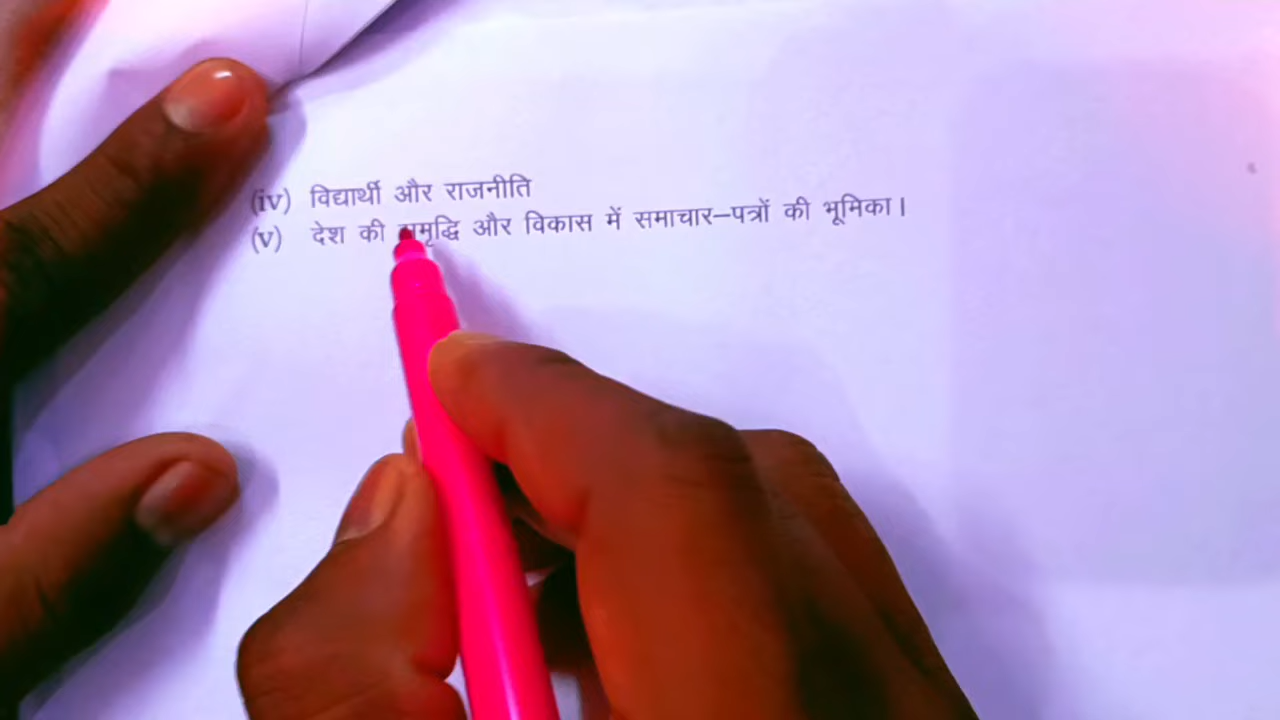 (iv) विद्यार्थी और राजनीति
(v) देश की समृद्धि और विकास में समाचार–पत्रों की भूमिका।